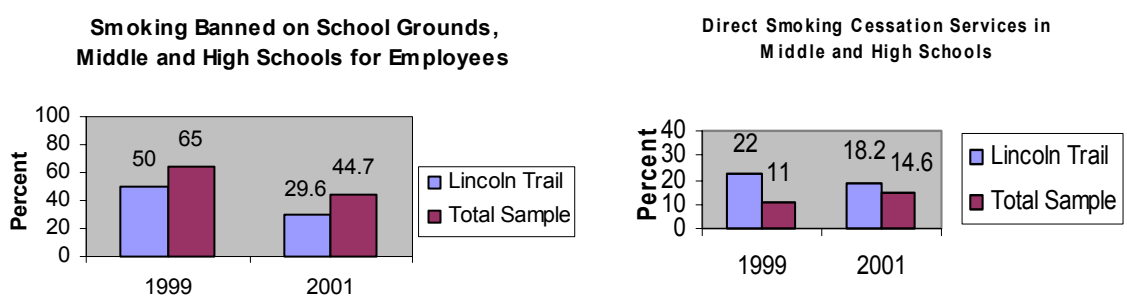 Smoking Banned on School Grounds,
Middle and High Schools for Employees
100
80
60
40
20
0
Percent
50
65
29.6
44.7
1999
2001
Lincoln Trail
Total Sample
Direct Smoking Cessation Services in
Middle and High Schools
40
30
20
10
0
Percent
22
11
18.2
14.6
1999
2001
Lincoln Trail
Total Sample